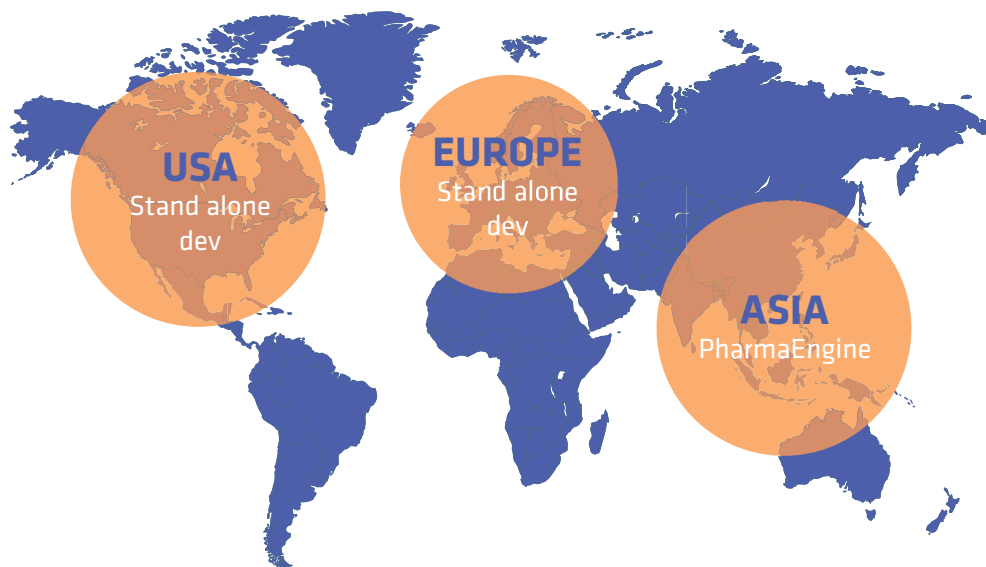 USA
Stand alone
dev
EUROPE
Stand alone
dev
ASIA
PharmaEngine